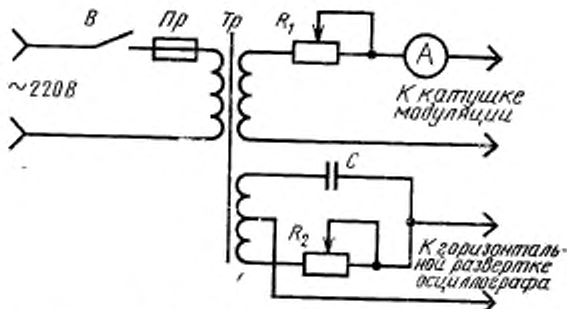 В
Пр
Тр
R1
А
~220В
К катушке
модуляции
С
R2
К горизонталь-
ной развертке
осциллографа